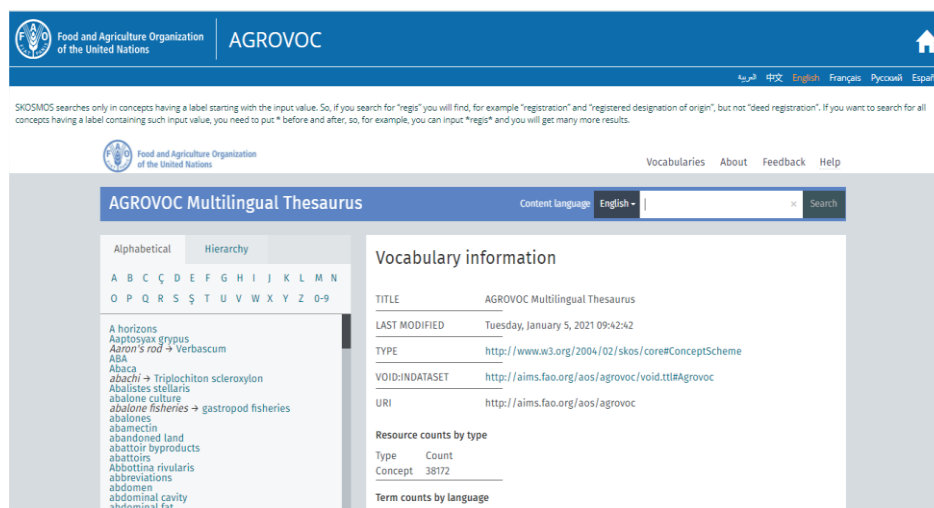 Food and Agriculture Organization
of the United Nations
AGROVOC
العربية 中文 English Français Русский Españ
SKOSMOS searches only in concepts having a label starting with the input value. So, if you search for "regis" you will find, for example "registration" and "registered designation of origin", but not "deed registration". If you want to search for all
concepts having a label containing such input value, you need to put * before and after, so, for example, you can input *regis* and you will get many more results.
Food and Agriculture Organization
of the United Nations
Vocabularies About Feedback Help
AGROVOC Multilingual Thesaurus
Content language English × Search
Alphabetical Hierarchy
A B C Ç D E F G H I J K L M N
O P Q R S Ş T U V W X Y Z 0-9
A horizons
Aaptosyax grypus
Aaron's rod → Verbascum
ABA
Abaca
abachi → Triplochiton scleroxylon
Abalistes stellaris
abalone culture
abalone fisheries → gastropod fisheries
abalones
abamectin
abandoned land
abattoir byproducts
abattoirs
Abbottina rivularis
abbreviations
abdomen
abdominal cavity
abdominal fat
Vocabulary information
TITLE AGROVOC Multilingual Thesaurus
LAST MODIFIED Tuesday, January 5, 2021 09:42:42
TYPE http://www.w3.org/2004/02/skos/core#ConceptScheme
VOID:INDATASET http://aims.fao.org/aos/agrovoc/void.ttl#Agrovoc
URI http://aims.fao.org/aos/agrovoc
Resource counts by type
Type Count
Concept 38172
Term counts by language